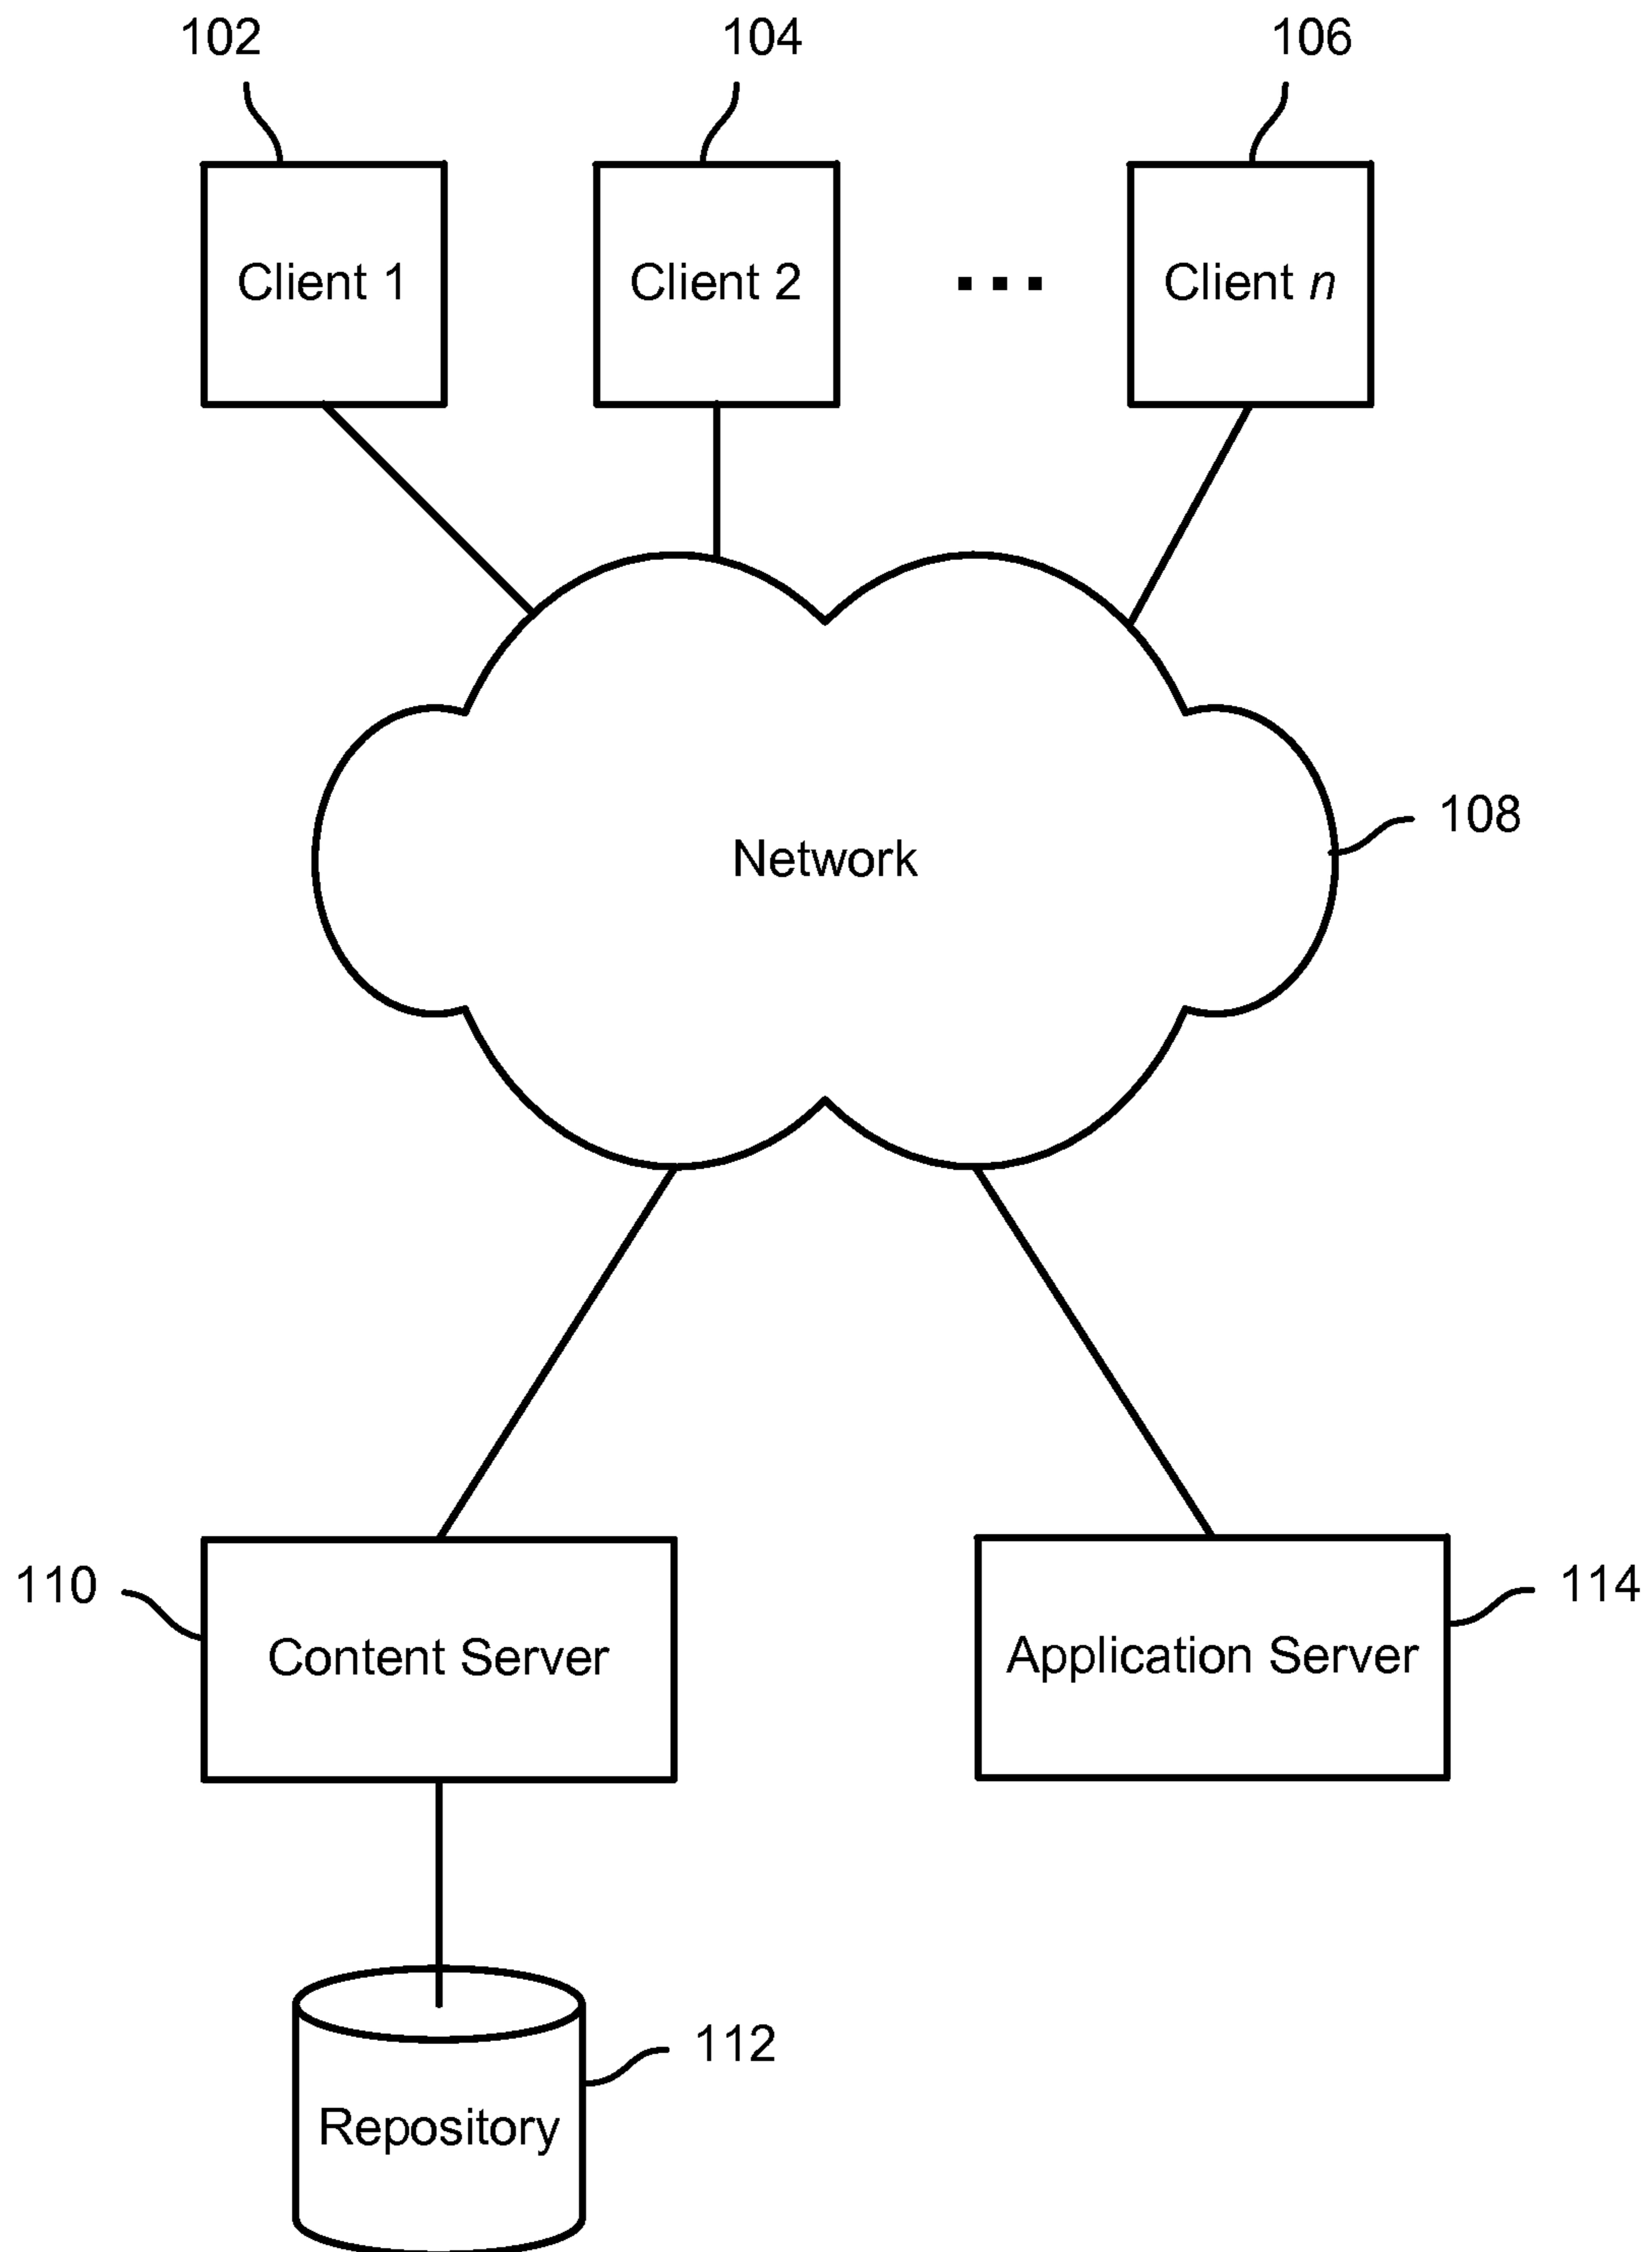 102 104 106
Client 1 Client 2 ... Client n
Network
108
110
Content Server
Application Server
114
112
Repository